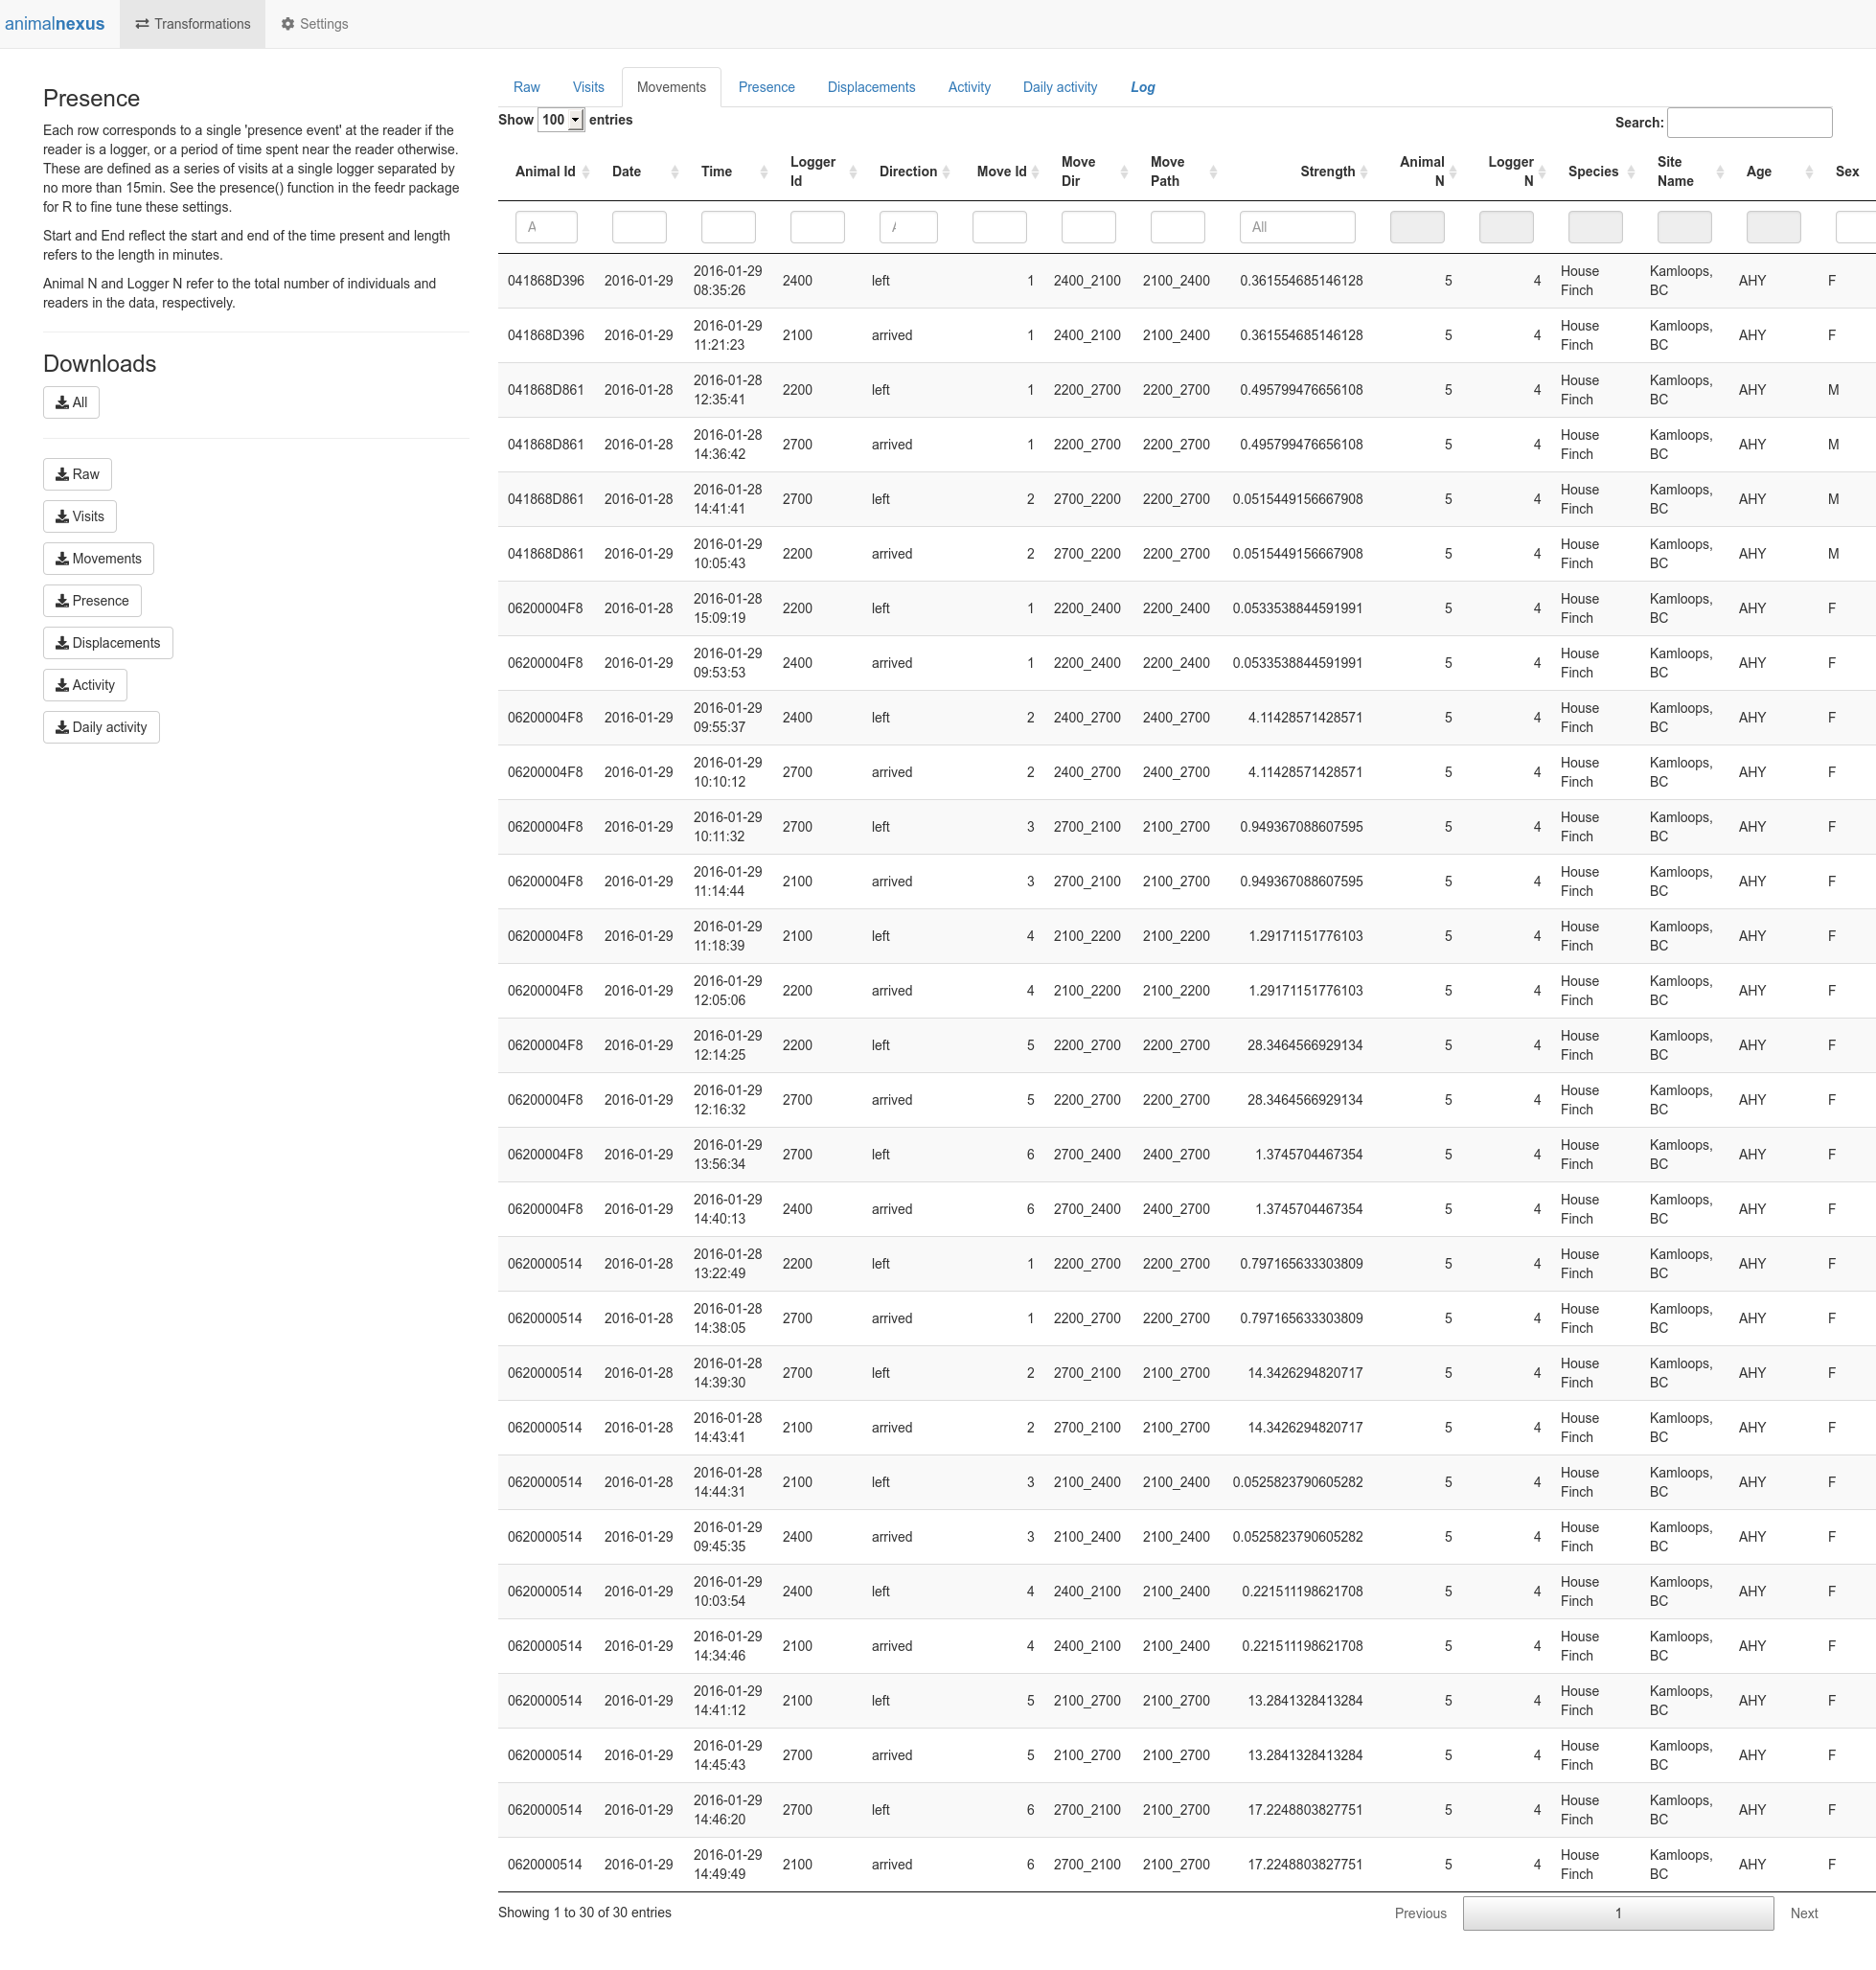 animalnexus Transformations Settings
Presence
Each row corresponds to a single 'presence event' at the reader if the
reader is a logger, or a period of time spent near the reader otherwise.
These are defined as a series of visits at a single logger separated by
no more than 15min. See the presence() function in the feedr package
for R to fine tune these settings.
Start and End reflect the start and end of the time present and length
refers to the length in minutes.
Animal N and Logger N refer to the total number of individuals and
readers in the data, respectively.
Downloads
All
Raw
Visits
Movements
Presence
Displacements
Activity
Daily activity
Raw Visits Movements Presence Displacements Activity Daily activity Log
Show 100 entries Search:
Animal Id Date Time Logger Id Direction Move Id Move Dir Move Path Strength Animal N Logger N Species Site Name Age Sex
A A All
041868D396 2016-01-29 2016-01-29 08:35:26 2400 left 1 2400_2100 2100_2400 0.361554685146128 5 4 House Finch Kamloops, BC AHY F
041868D396 2016-01-29 2016-01-29 11:21:23 2100 arrived 1 2400_2100 2100_2400 0.361554685146128 5 4 House Finch Kamloops, BC AHY F
041868D861 2016-01-28 2016-01-28 12:35:41 2200 left 1 2200_2700 2200_2700 0.495799476656108 5 4 House Finch Kamloops, BC AHY M
041868D861 2016-01-28 2016-01-28 14:36:42 2700 arrived 1 2200_2700 2200_2700 0.495799476656108 5 4 House Finch Kamloops, BC AHY M
041868D861 2016-01-28 2016-01-28 14:41:41 2700 left 2 2700_2200 2200_2700 0.0515449156667908 5 4 House Finch Kamloops, BC AHY M
041868D861 2016-01-29 2016-01-29 10:05:43 2200 arrived 2 2700_2200 2200_2700 0.0515449156667908 5 4 House Finch Kamloops, BC AHY M
06200004F8 2016-01-28 2016-01-28 15:09:19 2200 left 1 2200_2400 2200_2400 0.0533538844591991 5 4 House Finch Kamloops, BC AHY F
06200004F8 2016-01-29 2016-01-29 09:53:53 2400 arrived 1 2200_2400 2200_2400 0.0533538844591991 5 4 House Finch Kamloops, BC AHY F
06200004F8 2016-01-29 2016-01-29 09:55:37 2400 left 2 2400_2700 2400_2700 4.11428571428571 5 4 House Finch Kamloops, BC AHY F
06200004F8 2016-01-29 2016-01-29 10:10:12 2700 arrived 2 2400_2700 2400_2700 4.11428571428571 5 4 House Finch Kamloops, BC AHY F
06200004F8 2016-01-29 2016-01-29 10:11:32 2700 left 3 2700_2100 2100_2700 0.949367088607595 5 4 House Finch Kamloops, BC AHY F
06200004F8 2016-01-29 2016-01-29 11:14:44 2100 arrived 3 2700_2100 2100_2700 0.949367088607595 5 4 House Finch Kamloops, BC AHY F
06200004F8 2016-01-29 2016-01-29 11:18:39 2100 left 4 2100_2200 2100_2200 1.29171151776103 5 4 House Finch Kamloops, BC AHY F
06200004F8 2016-01-29 2016-01-29 12:05:06 2200 arrived 4 2100_2200 2100_2200 1.29171151776103 5 4 House Finch Kamloops, BC AHY F
06200004F8 2016-01-29 2016-01-29 12:14:25 2200 left 5 2200_2700 2200_2700 28.3464566929134 5 4 House Finch Kamloops, BC AHY F
06200004F8 2016-01-29 2016-01-29 12:16:32 2700 arrived 5 2200_2700 2200_2700 28.3464566929134 5 4 House Finch Kamloops, BC AHY F
06200004F8 2016-01-29 2016-01-29 13:56:34 2700 left 6 2700_2400 2400_2700 1.3745704467354 5 4 House Finch Kamloops, BC AHY F
06200004F8 2016-01-29 2016-01-29 14:40:13 2400 arrived 6 2700_2400 2400_2700 1.3745704467354 5 4 House Finch Kamloops, BC AHY F
0620000514 2016-01-28 2016-01-28 13:22:49 2200 left 1 2200_2700 2200_2700 0.797165633303809 5 4 House Finch Kamloops, BC AHY F
0620000514 2016-01-28 2016-01-28 14:38:05 2700 arrived 1 2200_2700 2200_2700 0.797165633303809 5 4 House Finch Kamloops, BC AHY F
0620000514 2016-01-28 2016-01-28 14:39:30 2700 left 2 2700_2100 2100_2700 14.3426294820717 5 4 House Finch Kamloops, BC AHY F
0620000514 2016-01-28 2016-01-28 14:43:41 2100 arrived 2 2700_2100 2100_2700 14.3426294820717 5 4 House Finch Kamloops, BC AHY F
0620000514 2016-01-28 2016-01-28 14:44:31 2100 left 3 2100_2400 2100_2400 0.0525823790605282 5 4 House Finch Kamloops, BC AHY F
0620000514 2016-01-29 2016-01-29 09:45:35 2400 arrived 3 2100_2400 2100_2400 0.0525823790605282 5 4 House Finch Kamloops, BC AHY F
0620000514 2016-01-29 2016-01-29 10:03:54 2400 left 4 2400_2100 2100_2400 0.221511198621708 5 4 House Finch Kamloops, BC AHY F
0620000514 2016-01-29 2016-01-29 14:34:46 2100 arrived 4 2400_2100 2100_2400 0.221511198621708 5 4 House Finch Kamloops, BC AHY F
0620000514 2016-01-29 2016-01-29 14:41:12 2100 left 5 2100_2700 2100_2700 13.2841328413284 5 4 House Finch Kamloops, BC AHY F
0620000514 2016-01-29 2016-01-29 14:45:43 2700 arrived 5 2100_2700 2100_2700 13.2841328413284 5 4 House Finch Kamloops, BC AHY F
0620000514 2016-01-29 2016-01-29 14:46:20 2700 left 6 2700_2100 2100_2700 17.2248803827751 5 4 House Finch Kamloops, BC AHY F
0620000514 2016-01-29 2016-01-29 14:49:49 2100 arrived 6 2700_2100 2100_2700 17.2248803827751 5 4 House Finch Kamloops, BC AHY F
Showing 1 to 30 of 30 entries Previous 1 Next